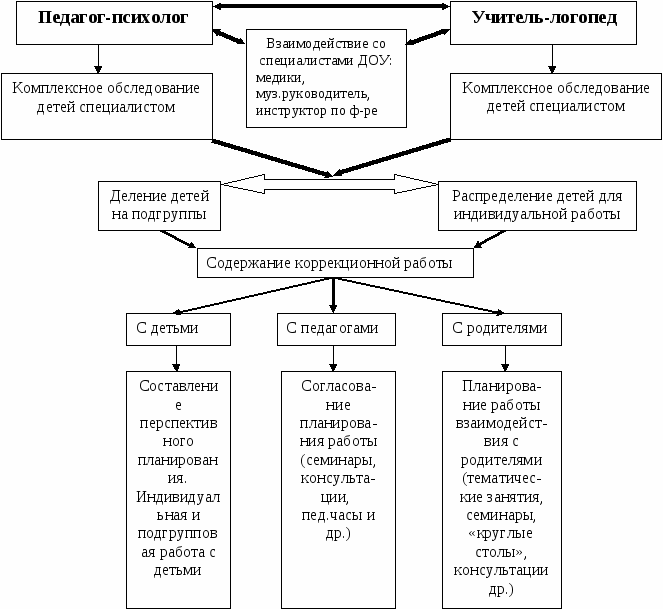 Педагог-психолог
Учитель-логопед
Взаимодействие со
специалистами ДОУ:
медики,
муз.руководитель,
инструктор по ф-ре
Комплексное обследование
детей специалистом
Комплексное обследование
детей специалистом
Деление детей
на подгруппы
Распределение детей для
индивидуальной работы
Содержание коррекционной работы
С детьми
С педагогами
С родителями
Составлени
е
перспектив
ного
планирован
ия.
Индивидуал
ьная и
подгруппов
ая работа с
детьми
Согласова-
ние
планирова-
ния работы
(семинары,
консульта-
ции,
пед.часы и
др.)
Планирова-
ние работы
взаимодейст-
вия с
родителями
(тематичес-
кие занятия,
семинары,
«круглые
столы»,
консультации
др.)